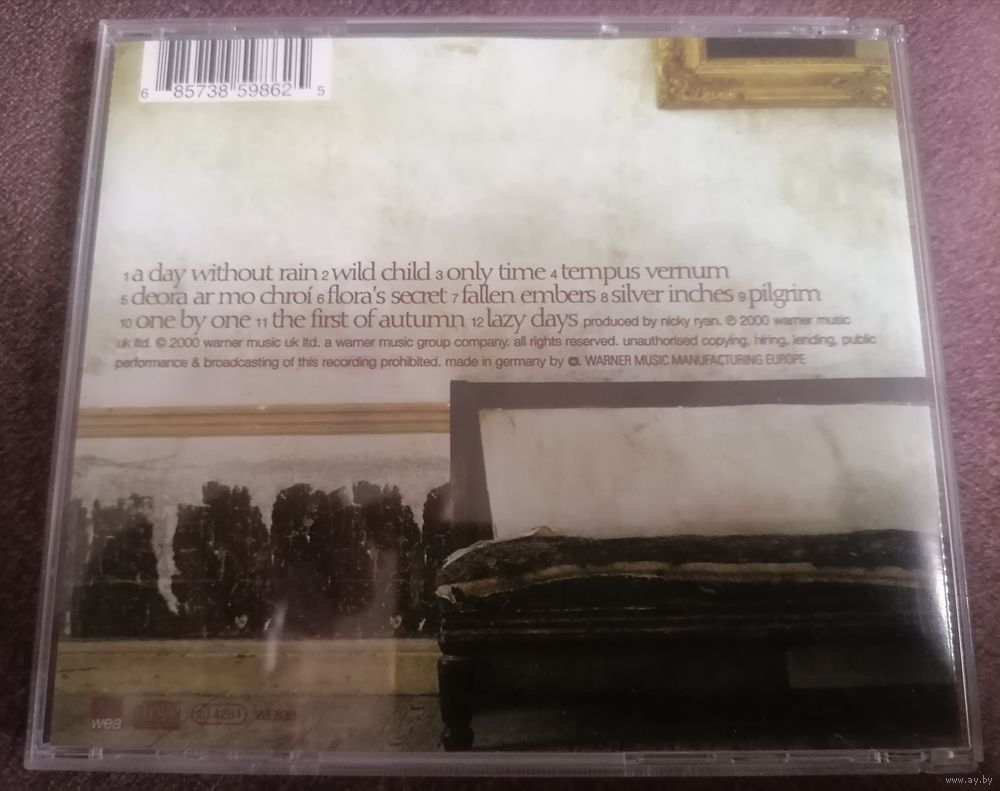 6 85738 59862 5
1 a day without rain 2 wild child 3 only time 4 tempus vernum
5 deora ar mo chroí 6 flora's secret 7 fallen embers 8 silver inches 9 pilgrim
10 one by one 11 the first of autumn 12 lazy days produced by nicky ryan. ℗ 2000 warner music
uk ltd. © 2000 warner music uk ltd. a warner music group company. all rights reserved. unauthorised copying, hiring, lending, public
performance & broadcasting of this recording prohibited. made in germany by WARNER MUSIC MANUFACTURING EUROPE
wea LC 4281
www.ay.by